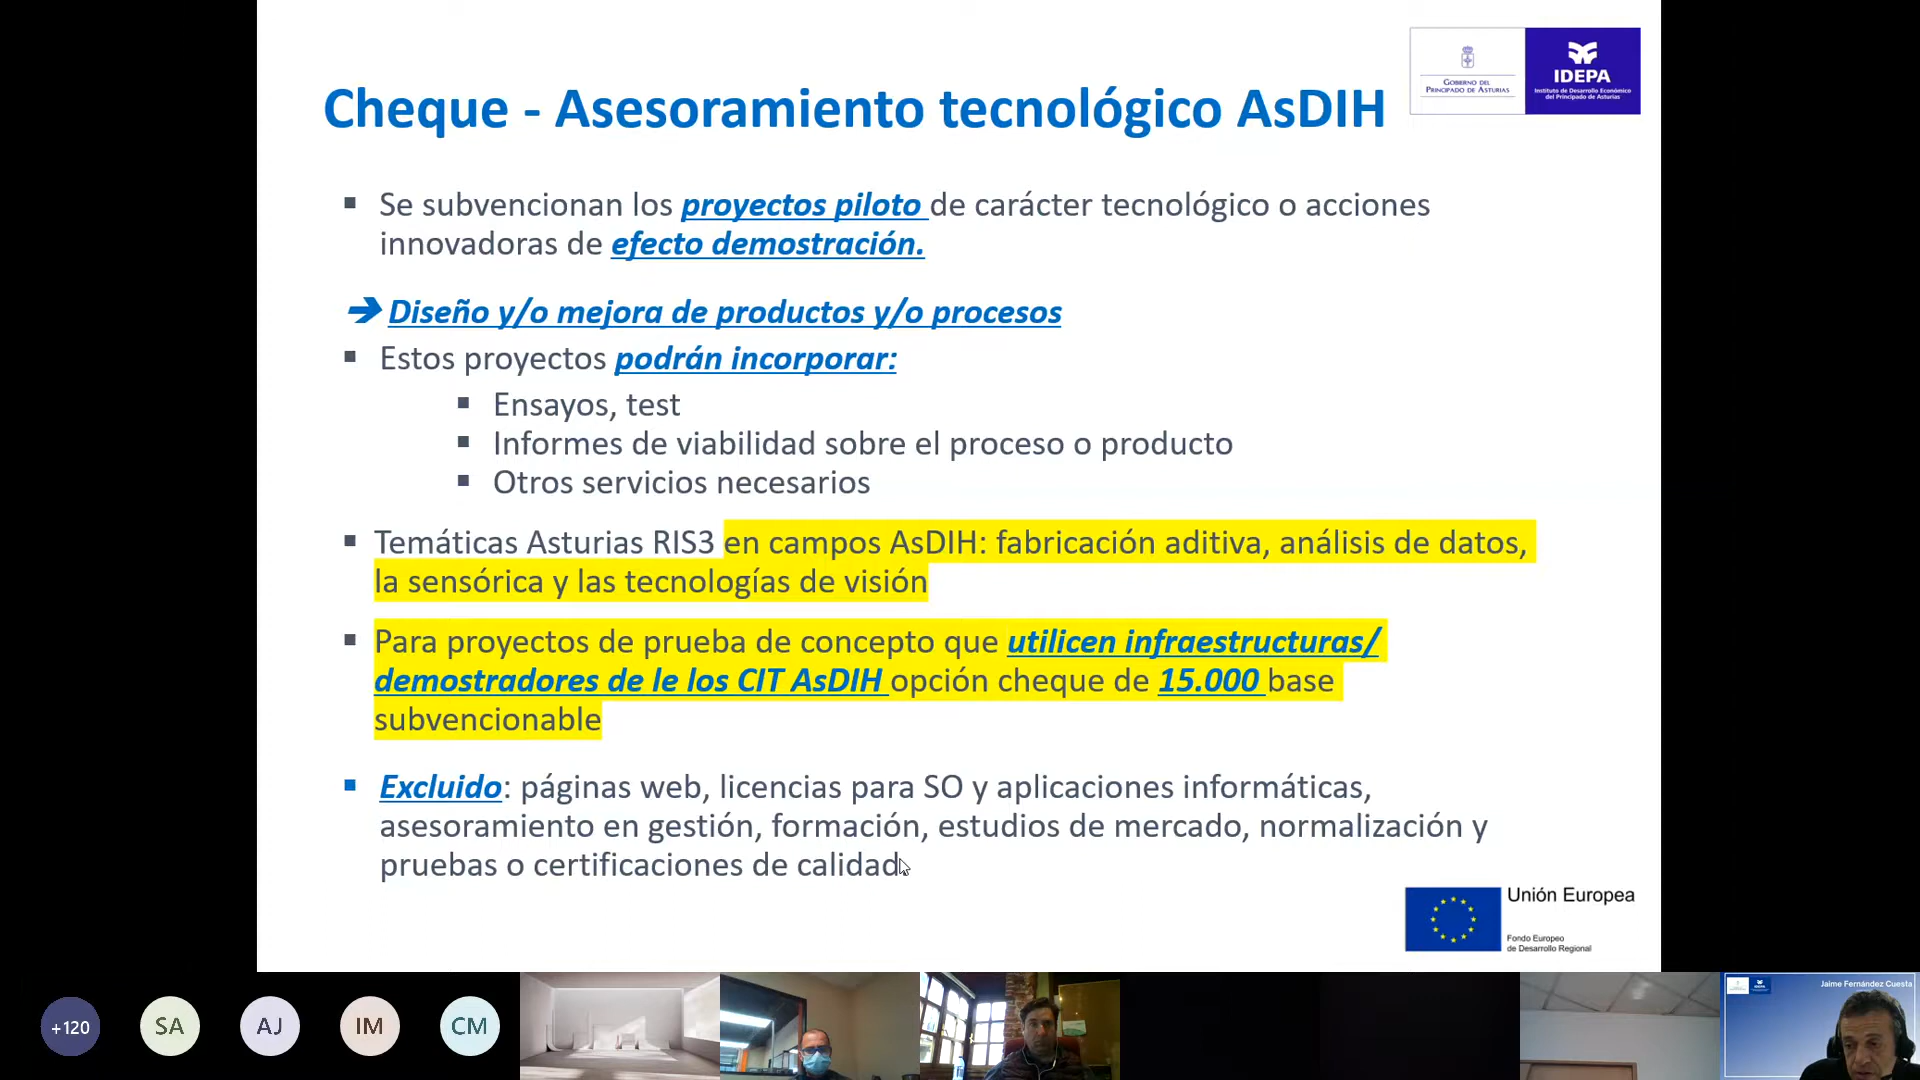 Cheque - Asesoramiento tecnológico AsDIH
GOBIERNO DEL
PRINCIPADO DE ASTURIAS
IDEPA
Instituto de Desarrollo Económico
del Principado de Asturias
Se subvencionan los proyectos piloto de carácter tecnológico o acciones
innovadoras de efecto demostración.
Diseño y/o mejora de productos y/o procesos
Estos proyectos podrán incorporar:
Ensayos, test
Informes de viabilidad sobre el proceso o producto
Otros servicios necesarios
Temáticas Asturias RIS3 en campos AsDIH: fabricación aditiva, análisis de datos,
la sensórica y las tecnologías de visión
Para proyectos de prueba de concepto que utilicen infraestructuras/
demostradores de le los CIT AsDIH opción cheque de 15.000 base
subvencionable
Excluido: páginas web, licencias para SO y aplicaciones informáticas,
asesoramiento en gestión, formación, estudios de mercado, normalización y
pruebas o certificaciones de calidad.
Unión Europea
Fondo Europeo
de Desarrollo Regional
+120
SA
AJ
IM
CM
Jaime Fernández Cuesta